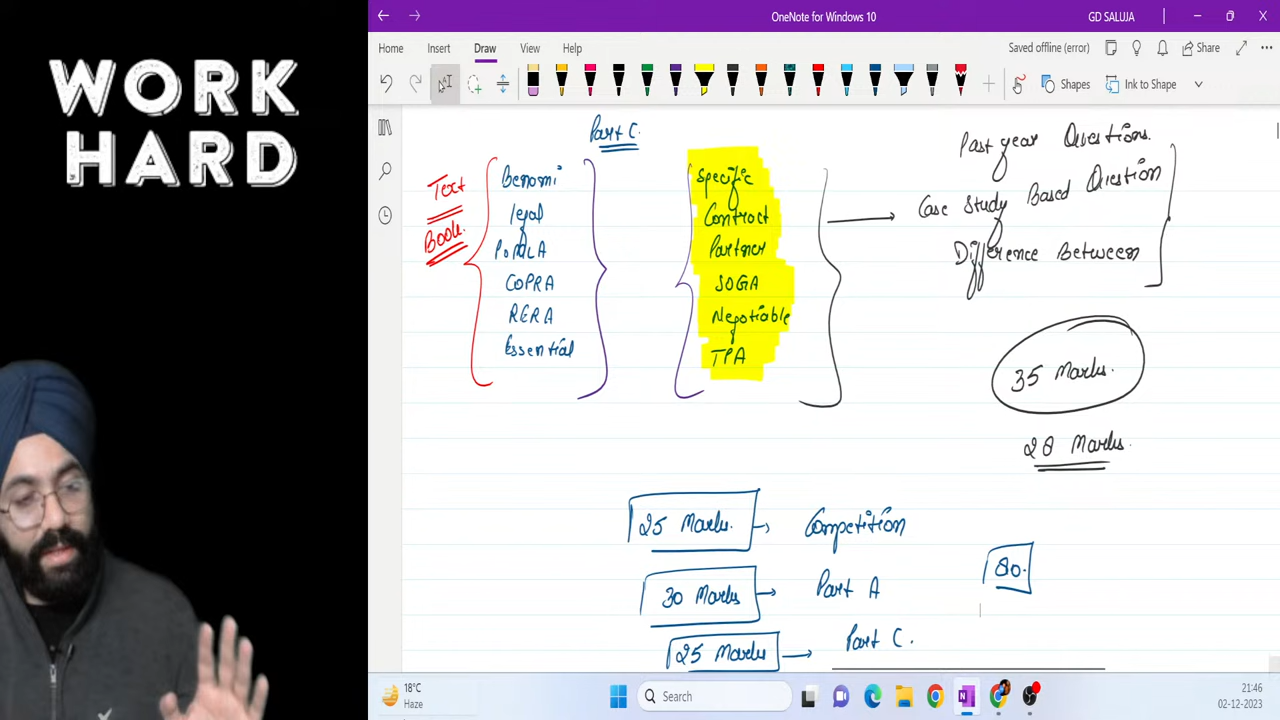 WORK
HARD
OneNote for Windows 10
GD SALUJA
Home Insert Draw View Help
Saved offline (error)
Share
Shapes
Ink to Shape
Part C.
Text
Book.
Benami
legal
PoMLA
COPRA
RERA
Essential
Specific
Contract
Partner
SOGA
Negotiable
TPA
Past year Questions.
Case Study Based Question
Difference Between
35 Marks.
28 Marks.
25 Marks. Competition
30 Marks Part A
80.
25 Marks Part C.
18°C
Haze
Search
21:46
02-12-2023